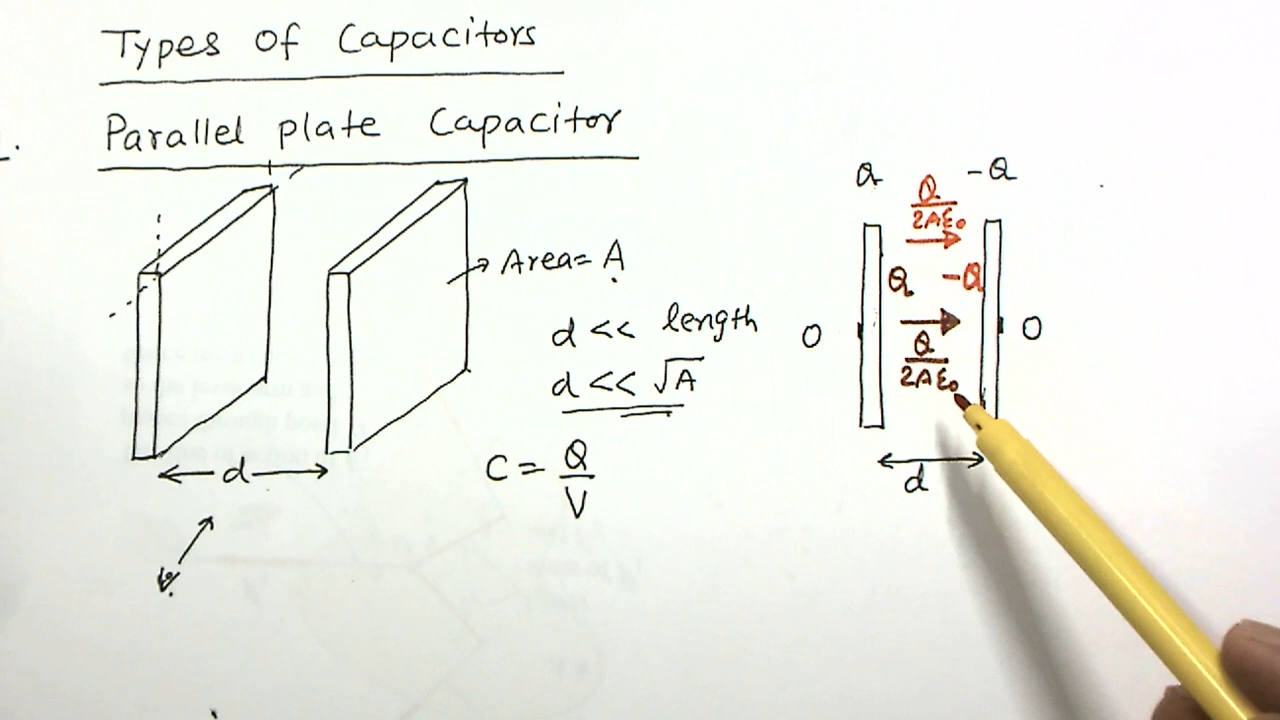 Types of Capacitors
Parallel plate Capacitor
Area = A
d << length
d << √A
C = Q/V
d
Q -Q
Q/2Aε₀
Q -Q
0 0
Q/2Aε₀
d